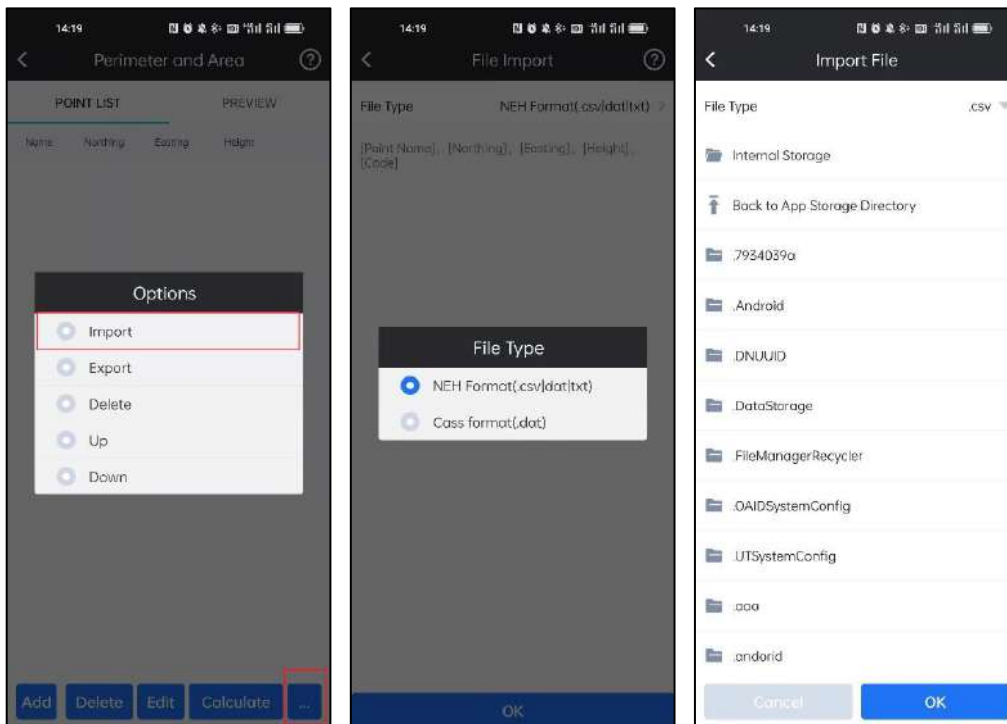 14:19
Perimeter and Area
POINT LIST PREVIEW
Name Northing Easting Height
Options
Import
Export
Delete
Up
Down
Add Delete Edit Calculate ...
14:19
File Import
File Type NEH Format(.csv|dat|txt)
[Point Name], [Northing], [Easting], [Height], [Code]
File Type
NEH Format(.csv|dat|txt)
Cass format(.dat)
OK
14:19
Import File
File Type .csv
Internal Storage
Back to App Storage Directory
.7934039a
.Android
.DNUUID
.DataStorage
.FileManagerRecycler
.OAIDSystemConfig
.UTSystemConfig
.aaa
.andorid
Cancel OK